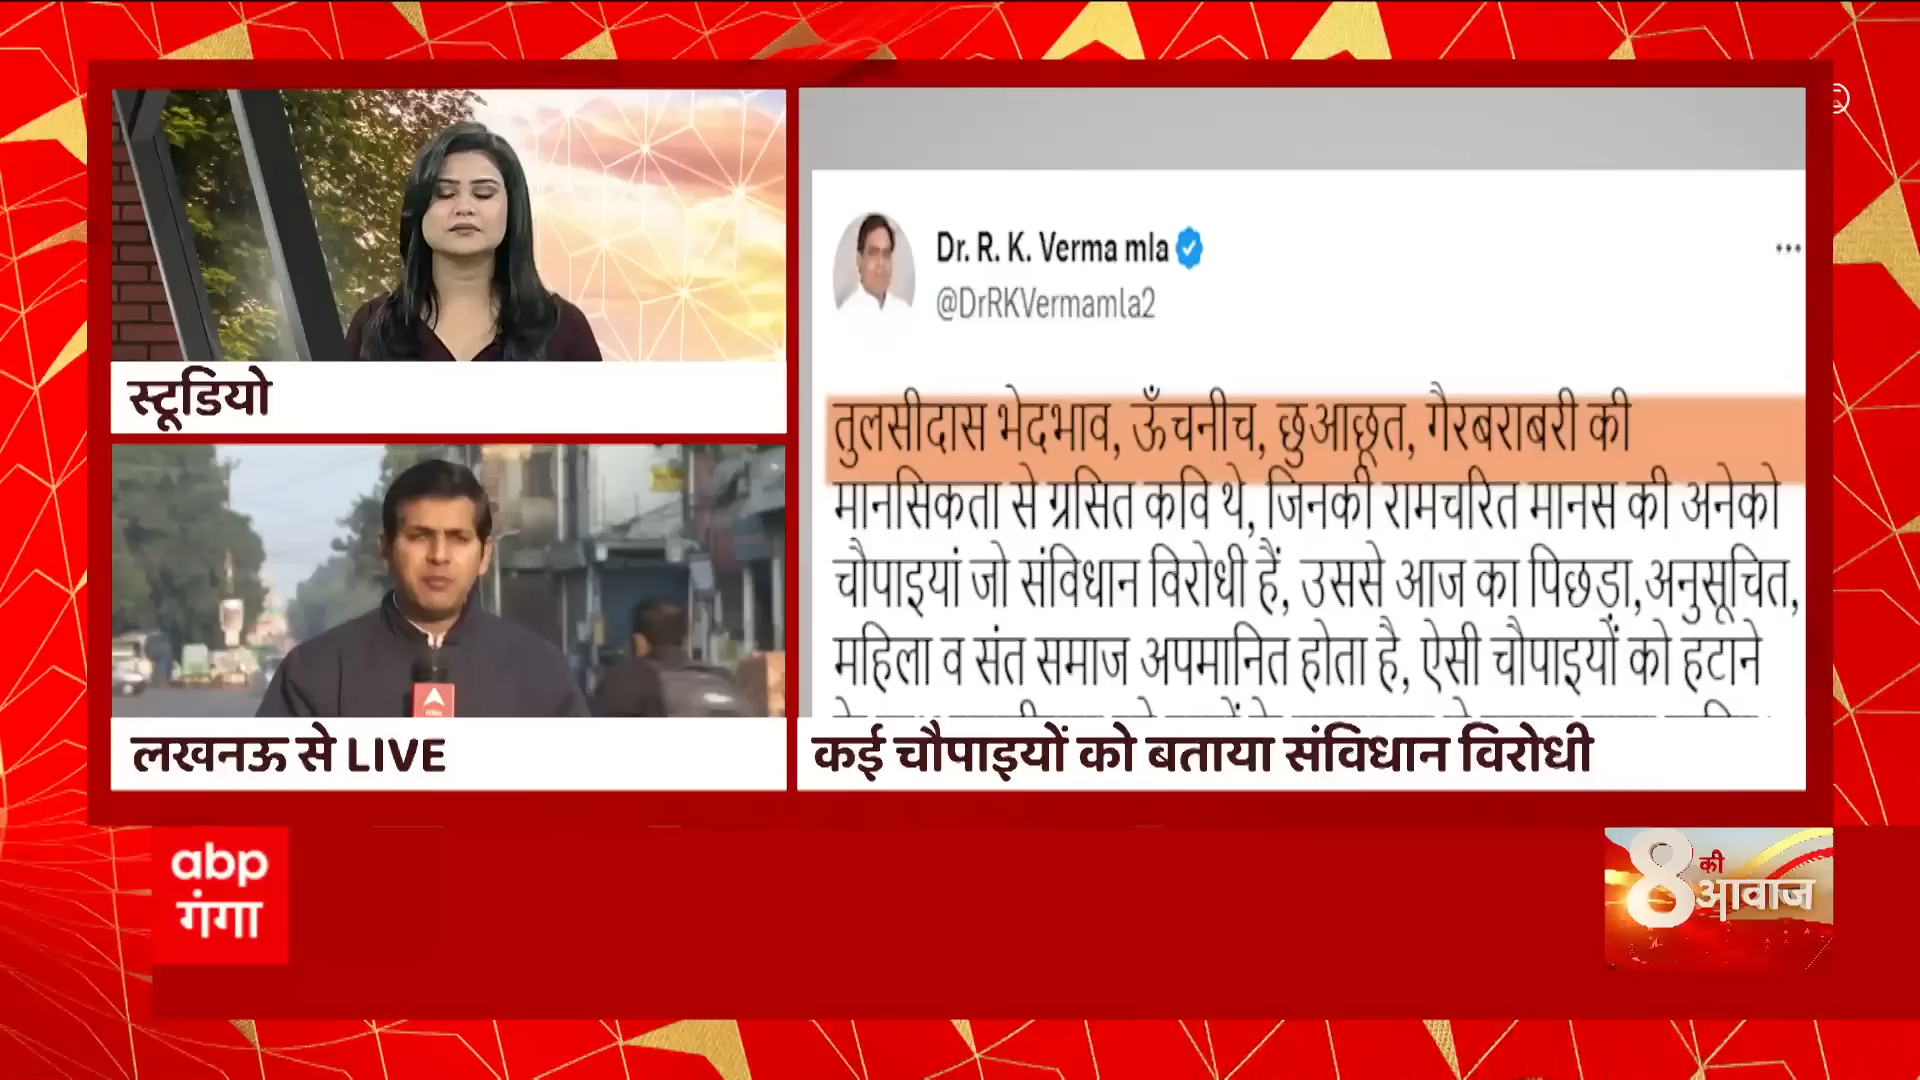 स्टूडियो
लखनऊ से LIVE
Dr. R. K. Verma mla
@DrRKVermamla2
तुलसीदास भेदभाव, ऊँचनीच, छुआछूत, गैरबराबरी की
मानसिकता से ग्रसित कवि थे, जिनकी रामचरित मानस की अनेको
चौपाइयां जो संविधान विरोधी हैं, उससे आज का पिछड़ा,अनुसूचित,
महिला व संत समाज अपमानित होता है, ऐसी चौपाइयों को हटाने
कई चौपाइयों को बताया संविधान विरोधी
abp
गंगा
8 की
आवाज